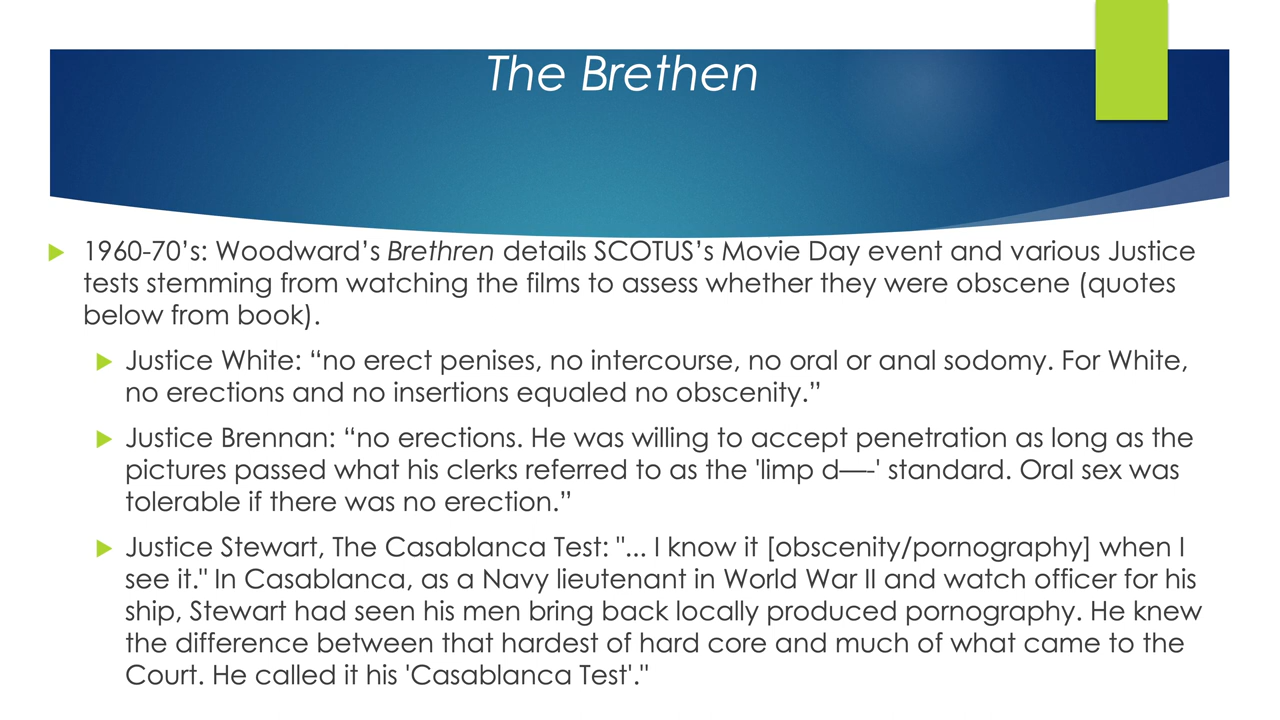 The Brethen
1960-70’s: Woodward’s Brethren details SCOTUS’s Movie Day event and various Justice
tests stemming from watching the films to assess whether they were obscene (quotes
below from book).
Justice White: “no erect penises, no intercourse, no oral or anal sodomy. For White,
no erections and no insertions equaled no obscenity.”
Justice Brennan: “no erections. He was willing to accept penetration as long as the
pictures passed what his clerks referred to as the 'limp d—-' standard. Oral sex was
tolerable if there was no erection.”
Justice Stewart, The Casablanca Test: "... I know it [obscenity/pornography] when I
see it." In Casablanca, as a Navy lieutenant in World War II and watch officer for his
ship, Stewart had seen his men bring back locally produced pornography. He knew
the difference between that hardest of hard core and much of what came to the
Court. He called it his 'Casablanca Test'."